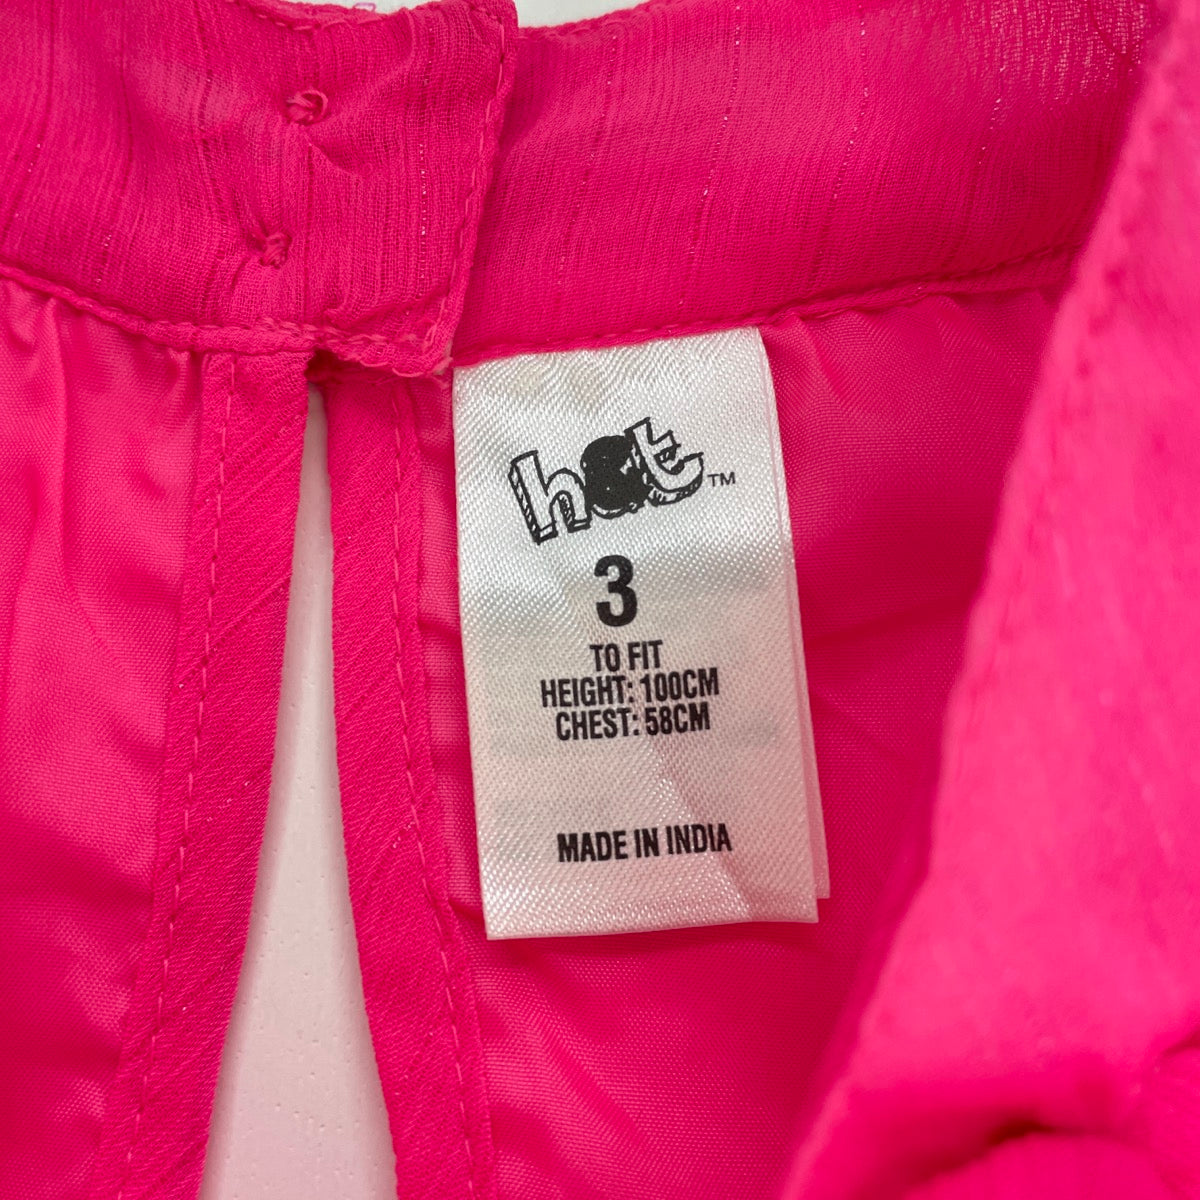 hot™
3
TO FIT
HEIGHT: 100CM
CHEST: 58CM
MADE IN INDIA